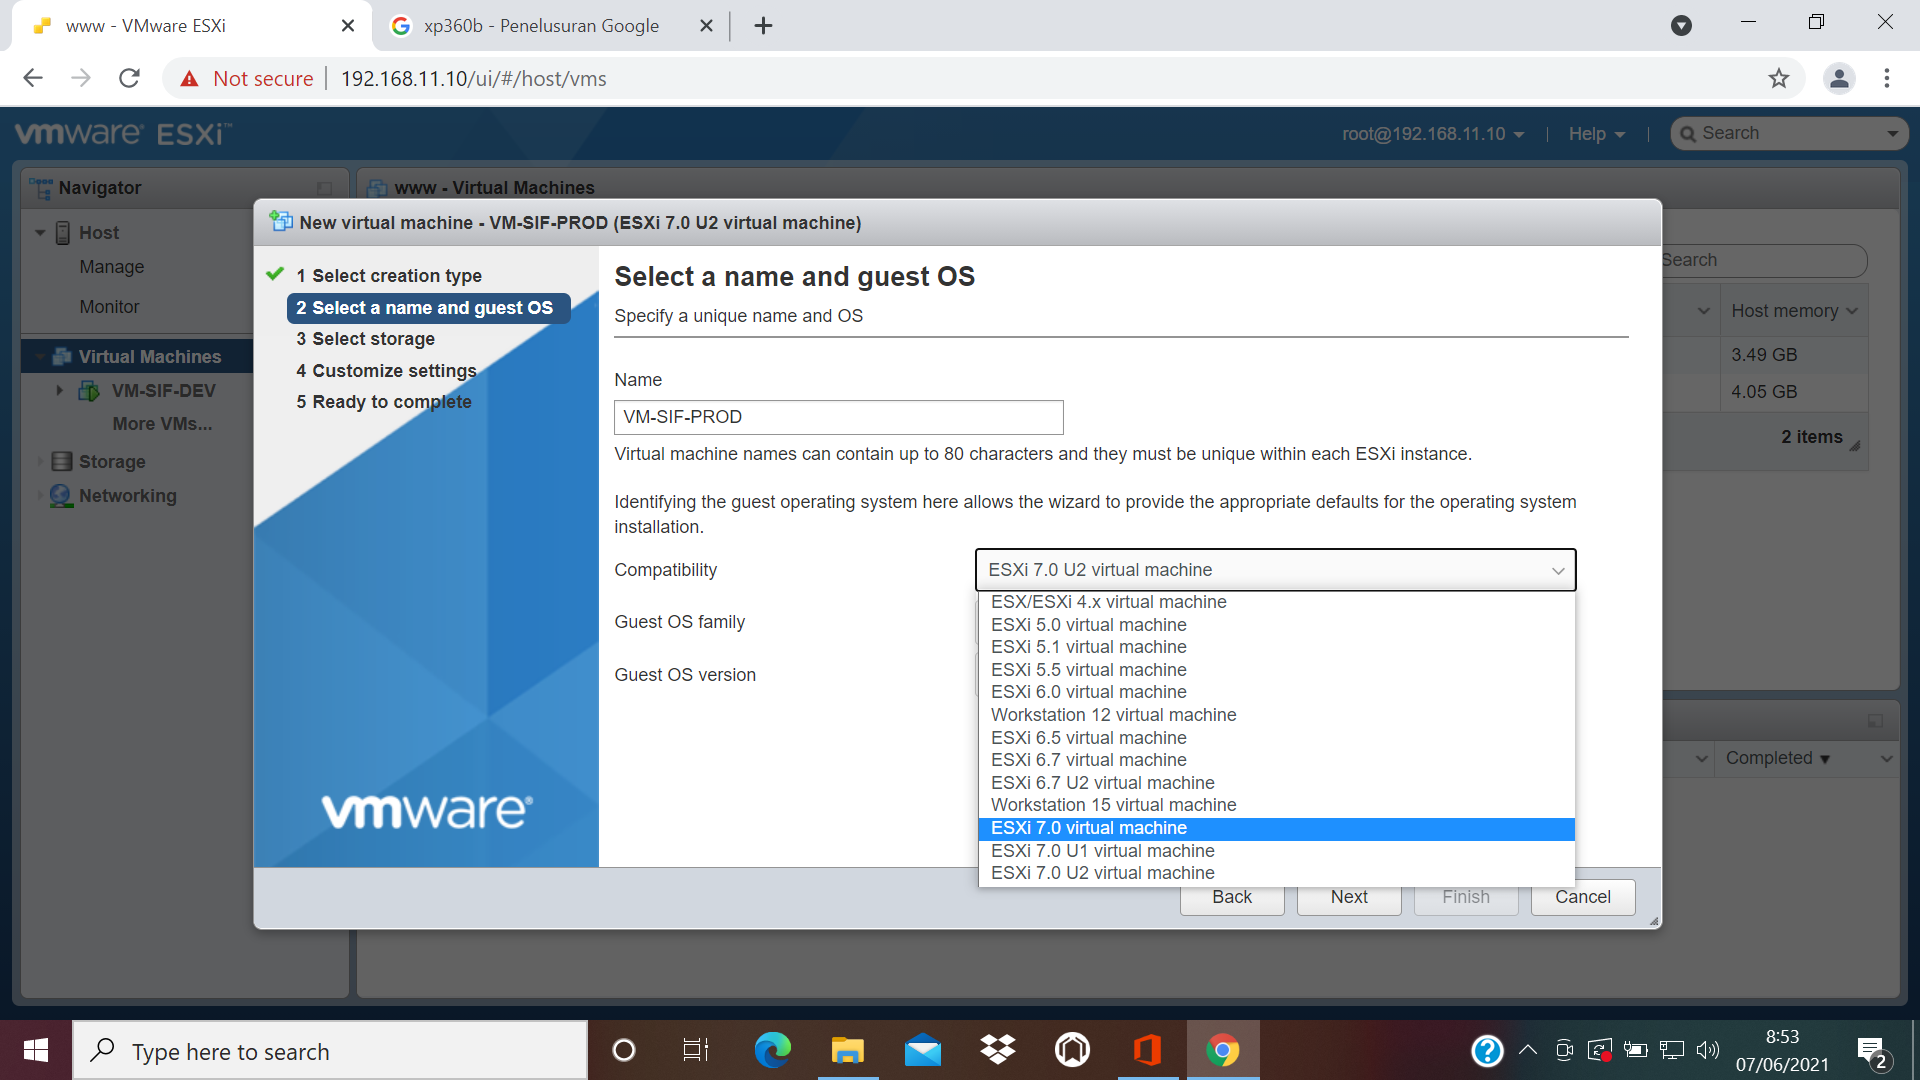 www - VMware ESXi
xp360b - Penelusuran Google
Not secure
192.168.11.10/ui/#/host/vms
vmware ESXi™
root@192.168.11.10
Help
Search
Navigator
www - Virtual Machines
Host
Manage
Monitor
Virtual Machines
VM-SIF-DEV
More VMs...
Storage
Networking
New virtual machine - VM-SIF-PROD (ESXi 7.0 U2 virtual machine)
1 Select creation type
2 Select a name and guest OS
3 Select storage
4 Customize settings
5 Ready to complete
vmware®
Select a name and guest OS
Specify a unique name and OS
Name
VM-SIF-PROD
Virtual machine names can contain up to 80 characters and they must be unique within each ESXi instance.
Identifying the guest operating system here allows the wizard to provide the appropriate defaults for the operating system
installation.
Compatibility
ESXi 7.0 U2 virtual machine
Guest OS family
Guest OS version
ESX/ESXi 4.x virtual machine
ESXi 5.0 virtual machine
ESXi 5.1 virtual machine
ESXi 5.5 virtual machine
ESXi 6.0 virtual machine
Workstation 12 virtual machine
ESXi 6.5 virtual machine
ESXi 6.7 virtual machine
ESXi 6.7 U2 virtual machine
Workstation 15 virtual machine
ESXi 7.0 virtual machine
ESXi 7.0 U1 virtual machine
ESXi 7.0 U2 virtual machine
Back
Next
Finish
Cancel
Search
Host memory
3.49 GB
4.05 GB
2 items
Completed ▼
Type here to search
8:53
07/06/2021
2